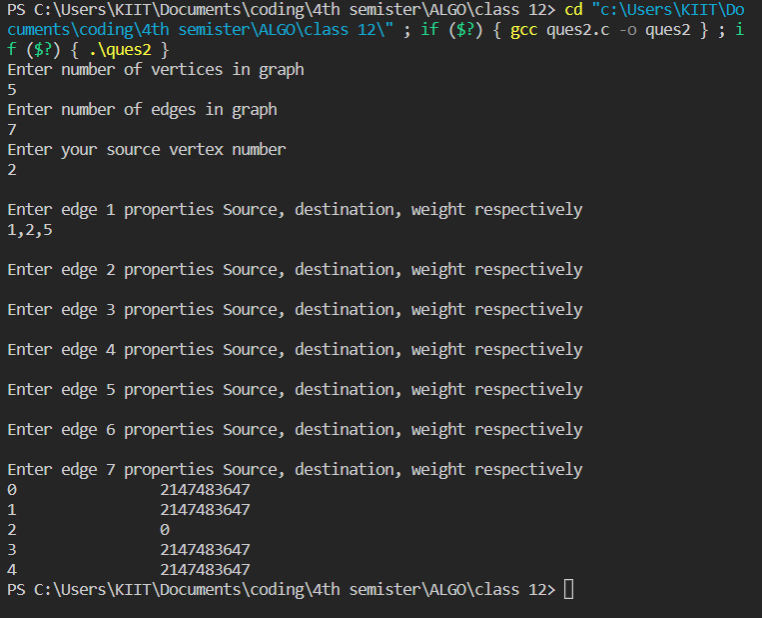 PS C:\Users\KIIT\Documents\coding\4th semister\ALGO\class 12> cd "c:\Users\KIIT\Do
cuments\coding\4th semister\ALGO\class 12\" ; if ($?) { gcc ques2.c -o ques2 } ; i
f ($?) { .\ques2 }
Enter number of vertices in graph
5
Enter number of edges in graph
7
Enter your source vertex number
2
Enter edge 1 properties Source, destination, weight respectively
1,2,5
Enter edge 2 properties Source, destination, weight respectively
Enter edge 3 properties Source, destination, weight respectively
Enter edge 4 properties Source, destination, weight respectively
Enter edge 5 properties Source, destination, weight respectively
Enter edge 6 properties Source, destination, weight respectively
Enter edge 7 properties Source, destination, weight respectively
0 2147483647
1 2147483647
2 0
3 2147483647
4 2147483647
PS C:\Users\KIIT\Documents\coding\4th semister\ALGO\class 12>